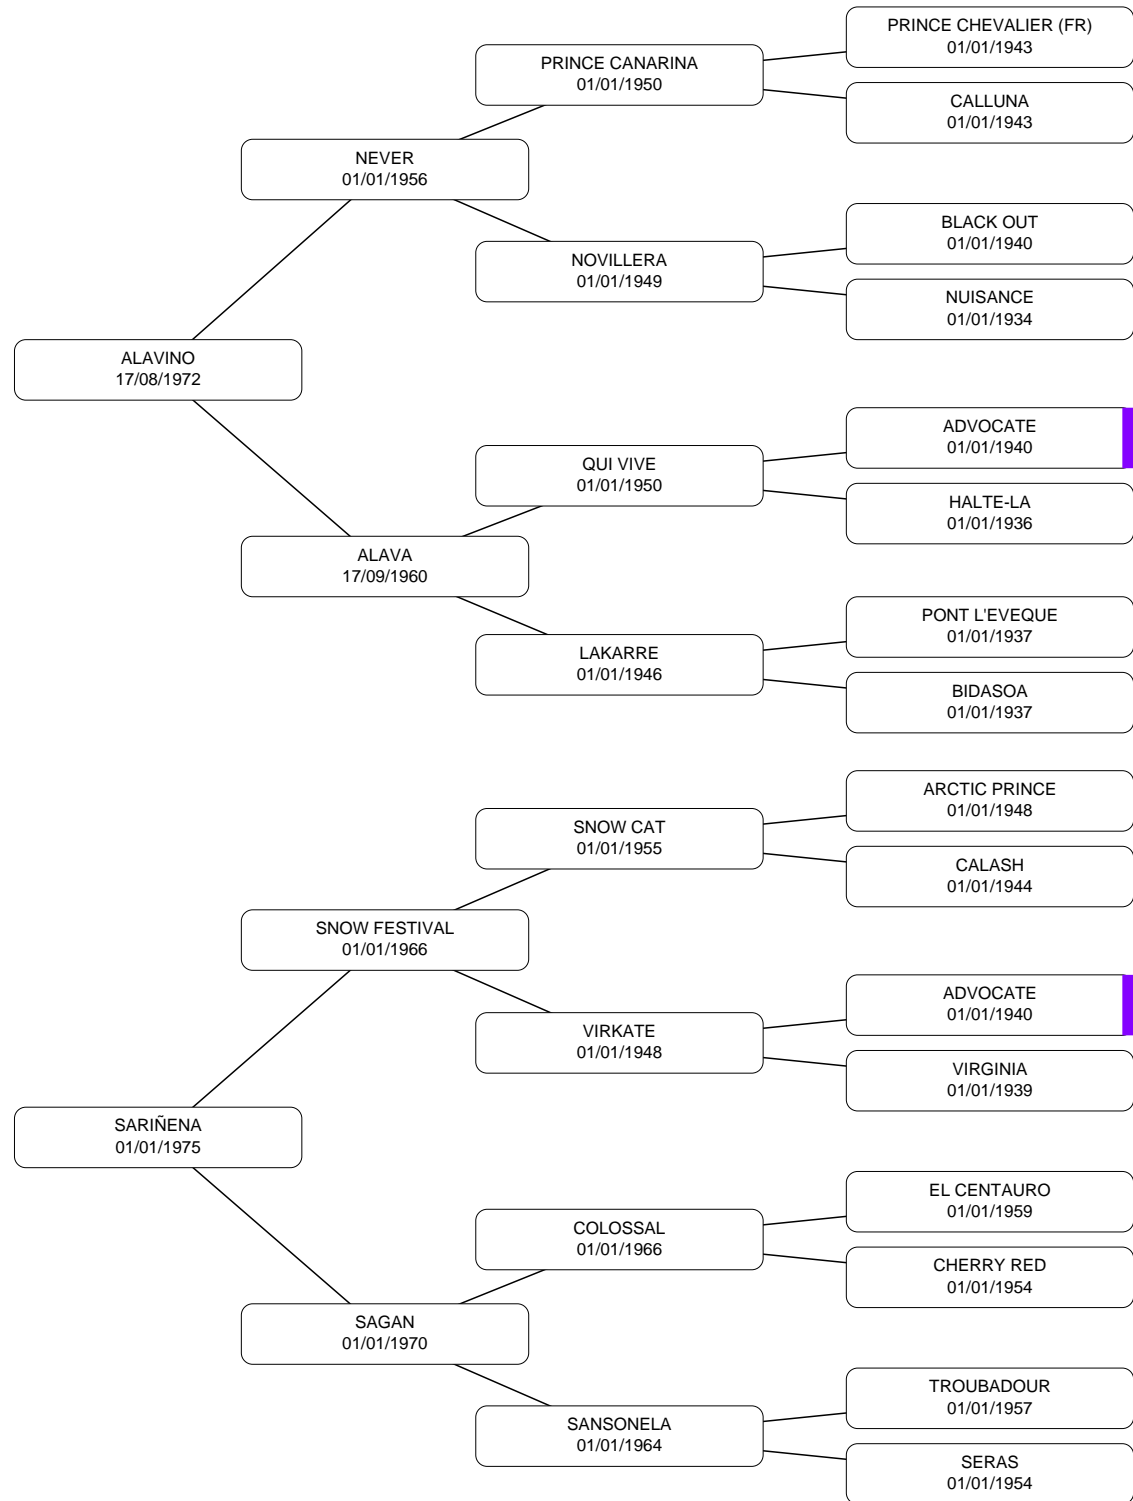 PRINCE CHEVALIER (FR)
01/01/1943
PRINCE CANARINA
01/01/1950
CALLUNA
01/01/1943
NEVER
01/01/1956
BLACK OUT
01/01/1940
NOVILLERA
01/01/1949
NUISANCE
01/01/1934
ALAVINO
17/08/1972
ADVOCATE
01/01/1940
QUI VIVE
01/01/1950
HALTE-LA
01/01/1936
ALAVA
17/09/1960
PONT L'EVEQUE
01/01/1937
LAKARRE
01/01/1946
BIDASOA
01/01/1937
ARCTIC PRINCE
01/01/1948
SNOW CAT
01/01/1955
CALASH
01/01/1944
SNOW FESTIVAL
01/01/1966
ADVOCATE
01/01/1940
VIRKATE
01/01/1948
VIRGINIA
01/01/1939
SARIÑENA
01/01/1975
EL CENTAURO
01/01/1959
COLOSSAL
01/01/1966
CHERRY RED
01/01/1954
SAGAN
01/01/1970
TROUBADOUR
01/01/1957
SANSONELA
01/01/1964
SERAS
01/01/1954